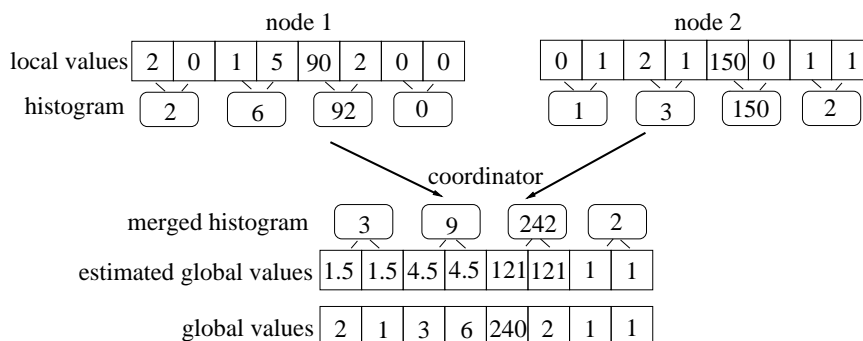 node 1 node 2
local values 2 0 1 5 90 2 0 0 0 1 2 1 150 0 1 1
histogram 2 6 92 0 1 3 150 2
coordinator
merged histogram 3 9 242 2
estimated global values 1.5 1.5 4.5 4.5 121 121 1 1
global values 2 1 3 6 240 2 1 1